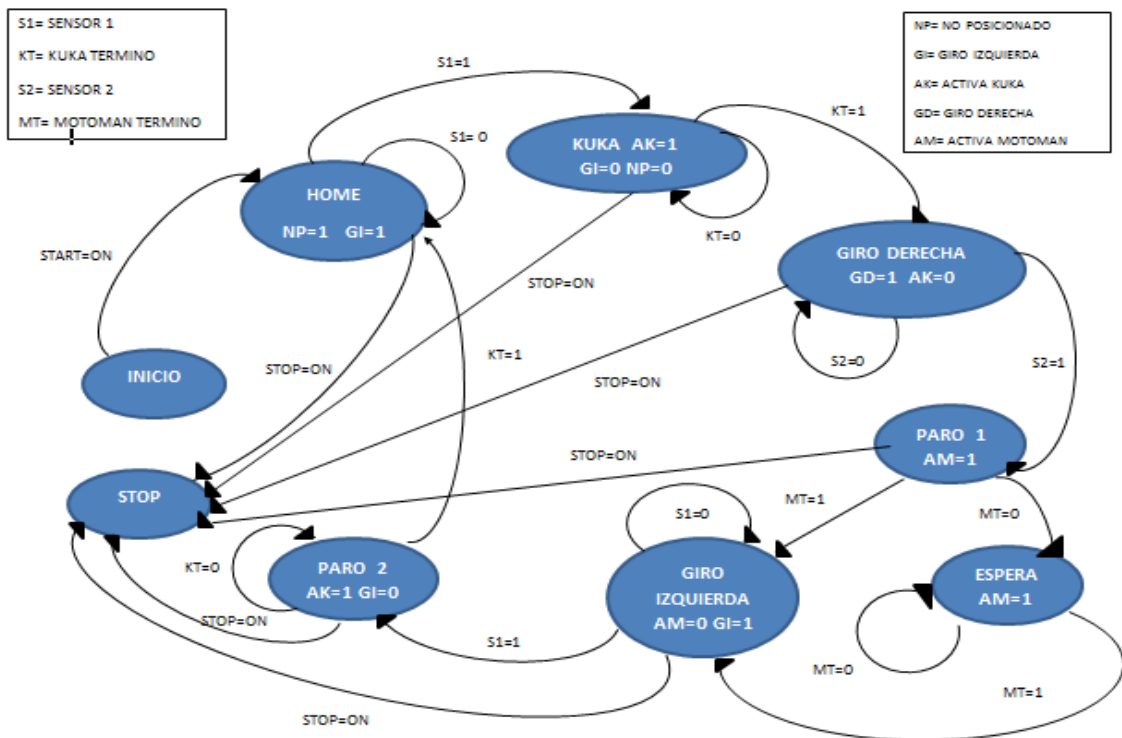 S1= SENSOR 1
KT= KUKA TERMINO
S2= SENSOR 2
MT= MOTOMAN TERMINO
NP= NO POSICIONADO
GI= GIRO IZQUIERDA
AK= ACTIVA KUKA
GD= GIRO DERECHA
AM= ACTIVA MOTOMAN
S1=1
S1= 0
KT=1
KUKA AK=1
GI=0 NP=0
HOME
NP=1 GI=1
KT=0
START=ON
GIRO DERECHA
GD=1 AK=0
STOP=ON
KT=1
S2=0
S2=1
INICIO
STOP=ON
STOP=ON
PARO 1
AM=1
STOP=ON
STOP
MT=1
S1=0
MT=0
KT=0
PARO 2
AK=1 GI=0
GIRO
IZQUIERDA
AM=0 GI=1
ESPERA
AM=1
STOP=ON
S1=1
MT=0
MT=1
STOP=ON